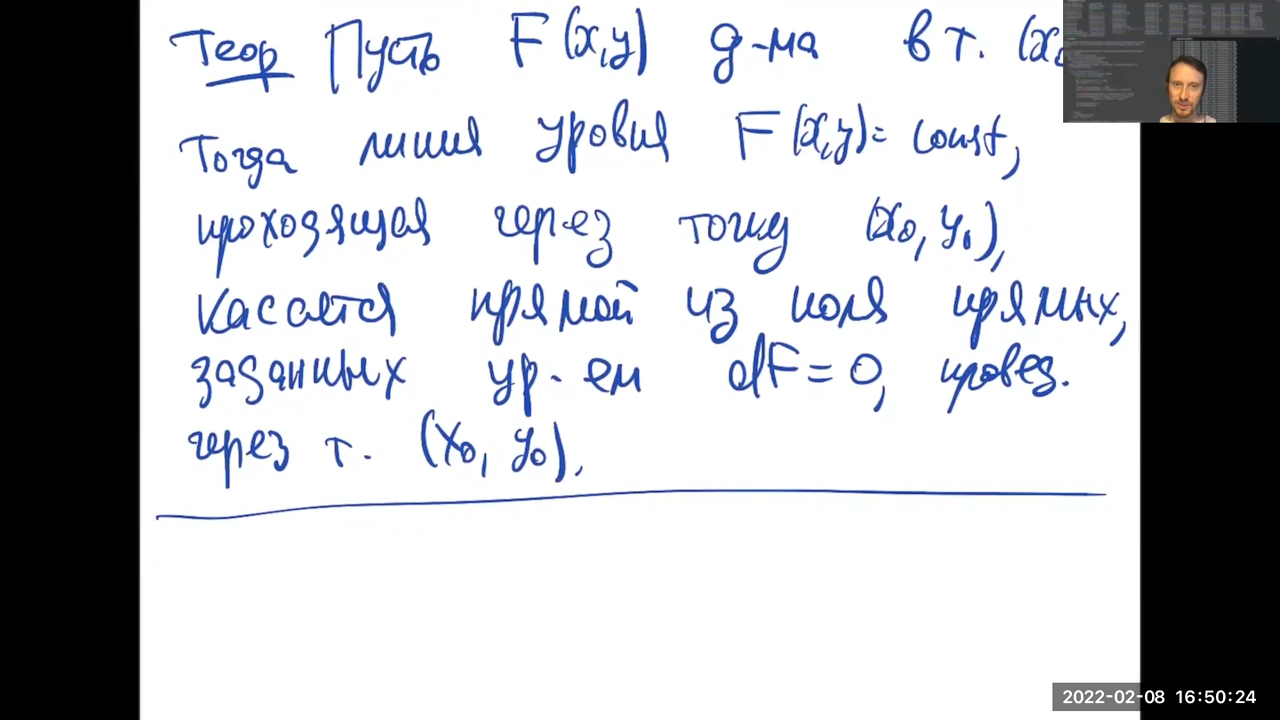 Теор Пусть F(x,y) д-ма в т. (x₀
Тогда линия уровня F(x,y)=const,
проходящая через точку (x₀, y₀),
касается прямой из поля прямых,
заданных ур-ем dF = 0, провед.
через т. (x₀, y₀).
2022-02-08 16:50:24